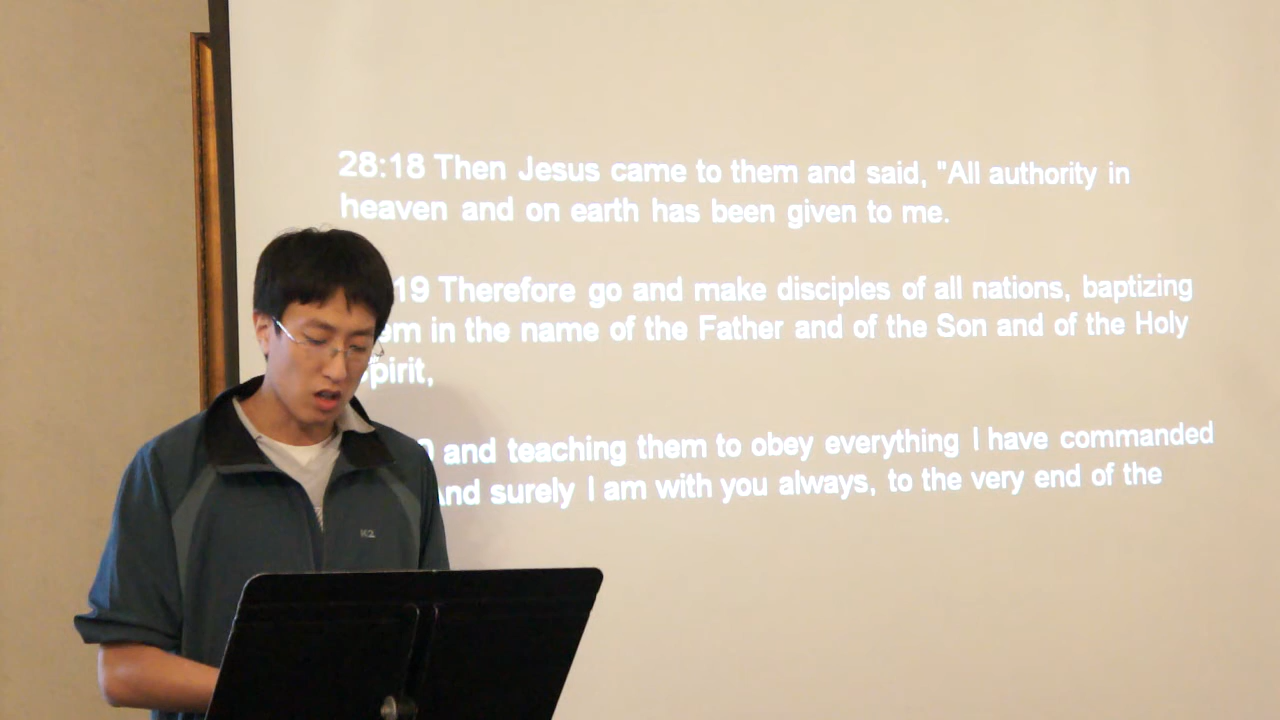 28:18 Then Jesus came to them and said, "All authority in
heaven and on earth has been given to me.
19 Therefore go and make disciples of all nations, baptizing
in the name of the Father and of the Son and of the Holy
Spirit,
and teaching them to obey everything I have commanded
And surely I am with you always, to the very end of the
K2